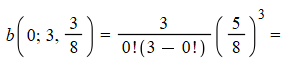 b(0; 3, 3/8) = 3/(0!(3 − 0!)) (5/8)^3 =